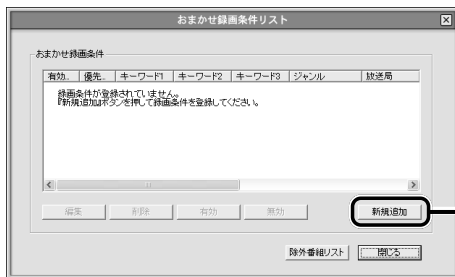 おまかせ録画条件リスト
おまかせ録画条件
有効.. 優先.. キーワード1 キーワード2 キーワード3 ジャンル 放送局
録画条件が登録されていません。
『新規追加』ボタンを押して録画条件を登録してください。
編集 削除 有効 無効 新規追加
除外番組リスト 閉じる